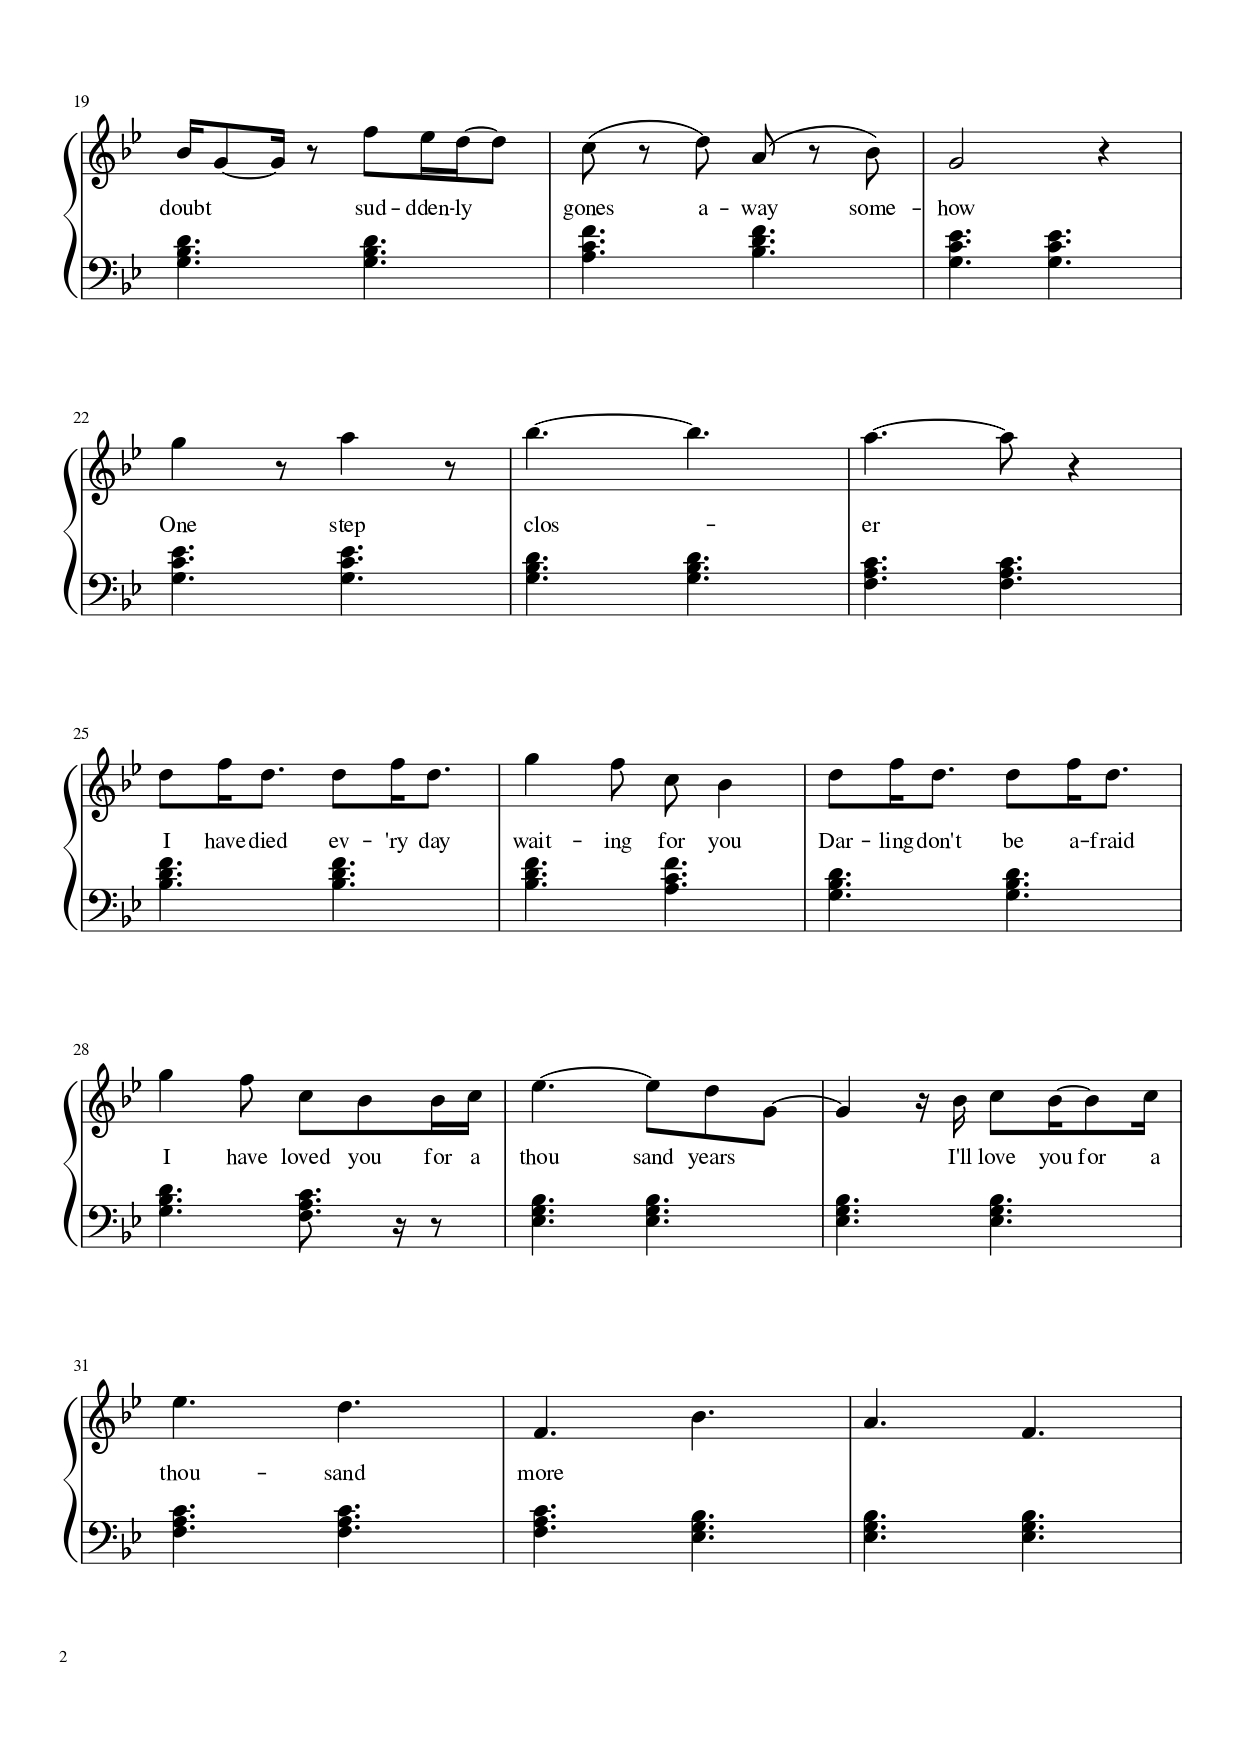 19
doubt sud - dden - ly gones a - way some - how
22
One step clos - er
25
I have died ev - 'ry day wait - ing for you Dar - ling don't be a - fraid
28
I have loved you for a thou sand years I'll love you for a
31
thou - sand more
2